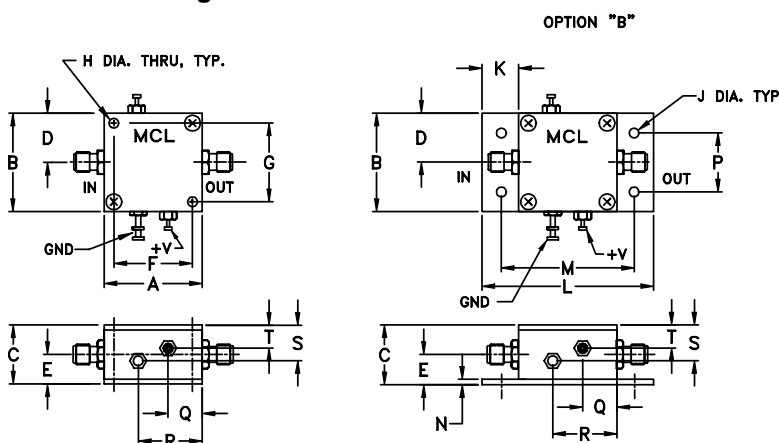 OPTION "B"
H DIA. THRU, TYP.
MCL
D
B
G
IN
OUT
GND
+V
F
A
C
E
T
S
Q
R
K
J DIA. TYP
D
B
MCL
P
IN
OUT
GND
+V
M
L
C
E
N
T
S
Q
R